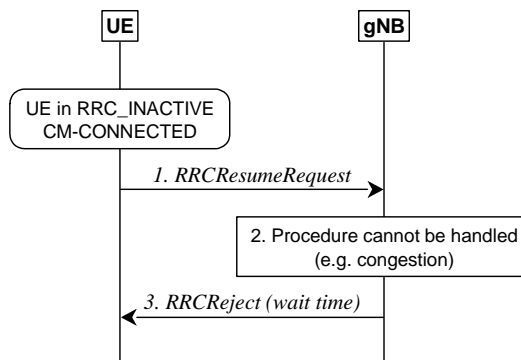 UE
gNB
UE in RRC_INACTIVE
CM-CONNECTED
1. RRCResumeRequest
2. Procedure cannot be handled
(e.g. congestion)
3. RRCReject (wait time)